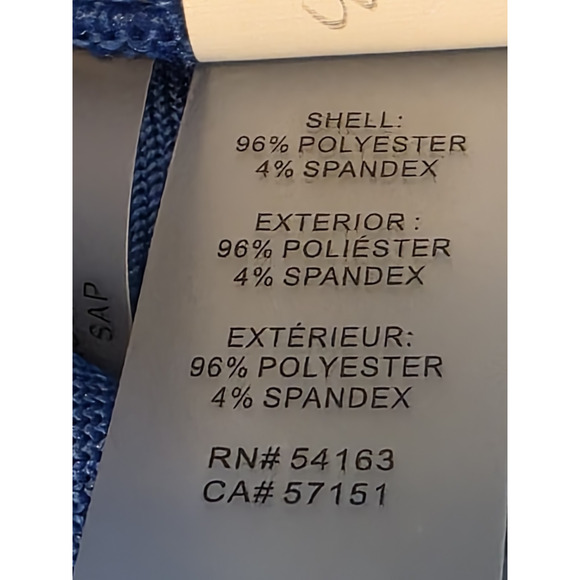 SHELL:
96% POLYESTER
4% SPANDEX
EXTERIOR :
96% POLIÉSTER
4% SPANDEX
EXTÉRIEUR:
96% POLYESTER
4% SPANDEX
RN# 54163
CA# 57151
SAP